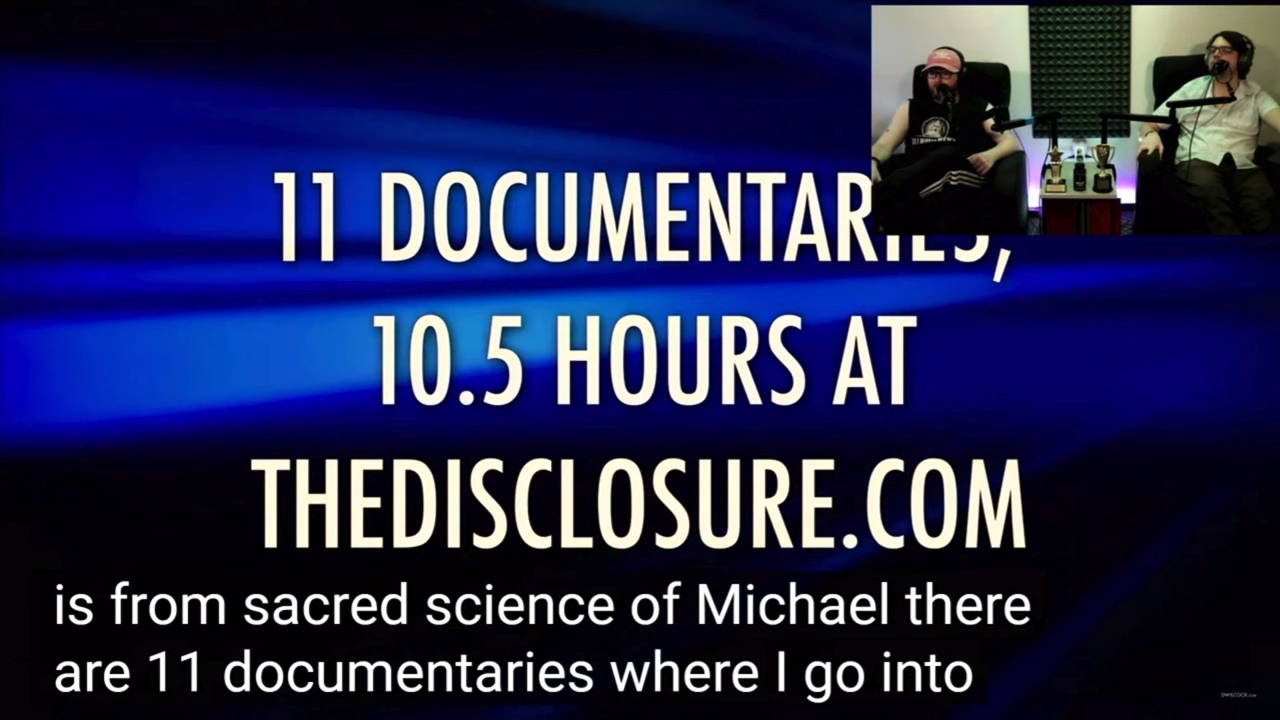 11 DOCUMENTARIES,
10.5 HOURS AT
THEDISCLOSURE.COM
is from sacred science of Michael there
are 11 documentaries where I go into